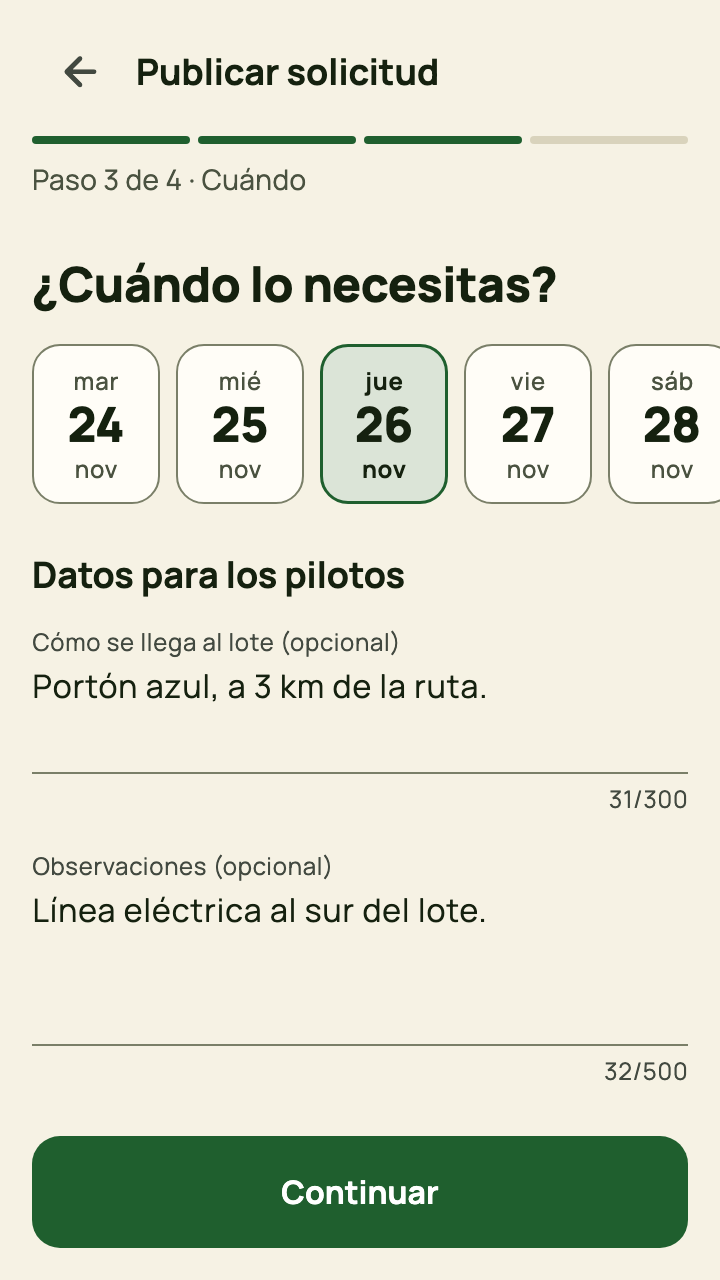 Publicar solicitud
Paso 3 de 4 · Cuándo
¿Cuándo lo necesitas?
mar mié jue vie sáb
24 25 26 27 28
nov nov nov nov nov
Datos para los pilotos
Cómo se llega al lote (opcional)
Portón azul, a 3 km de la ruta.
31/300
Observaciones (opcional)
Línea eléctrica al sur del lote.
32/500
Continuar